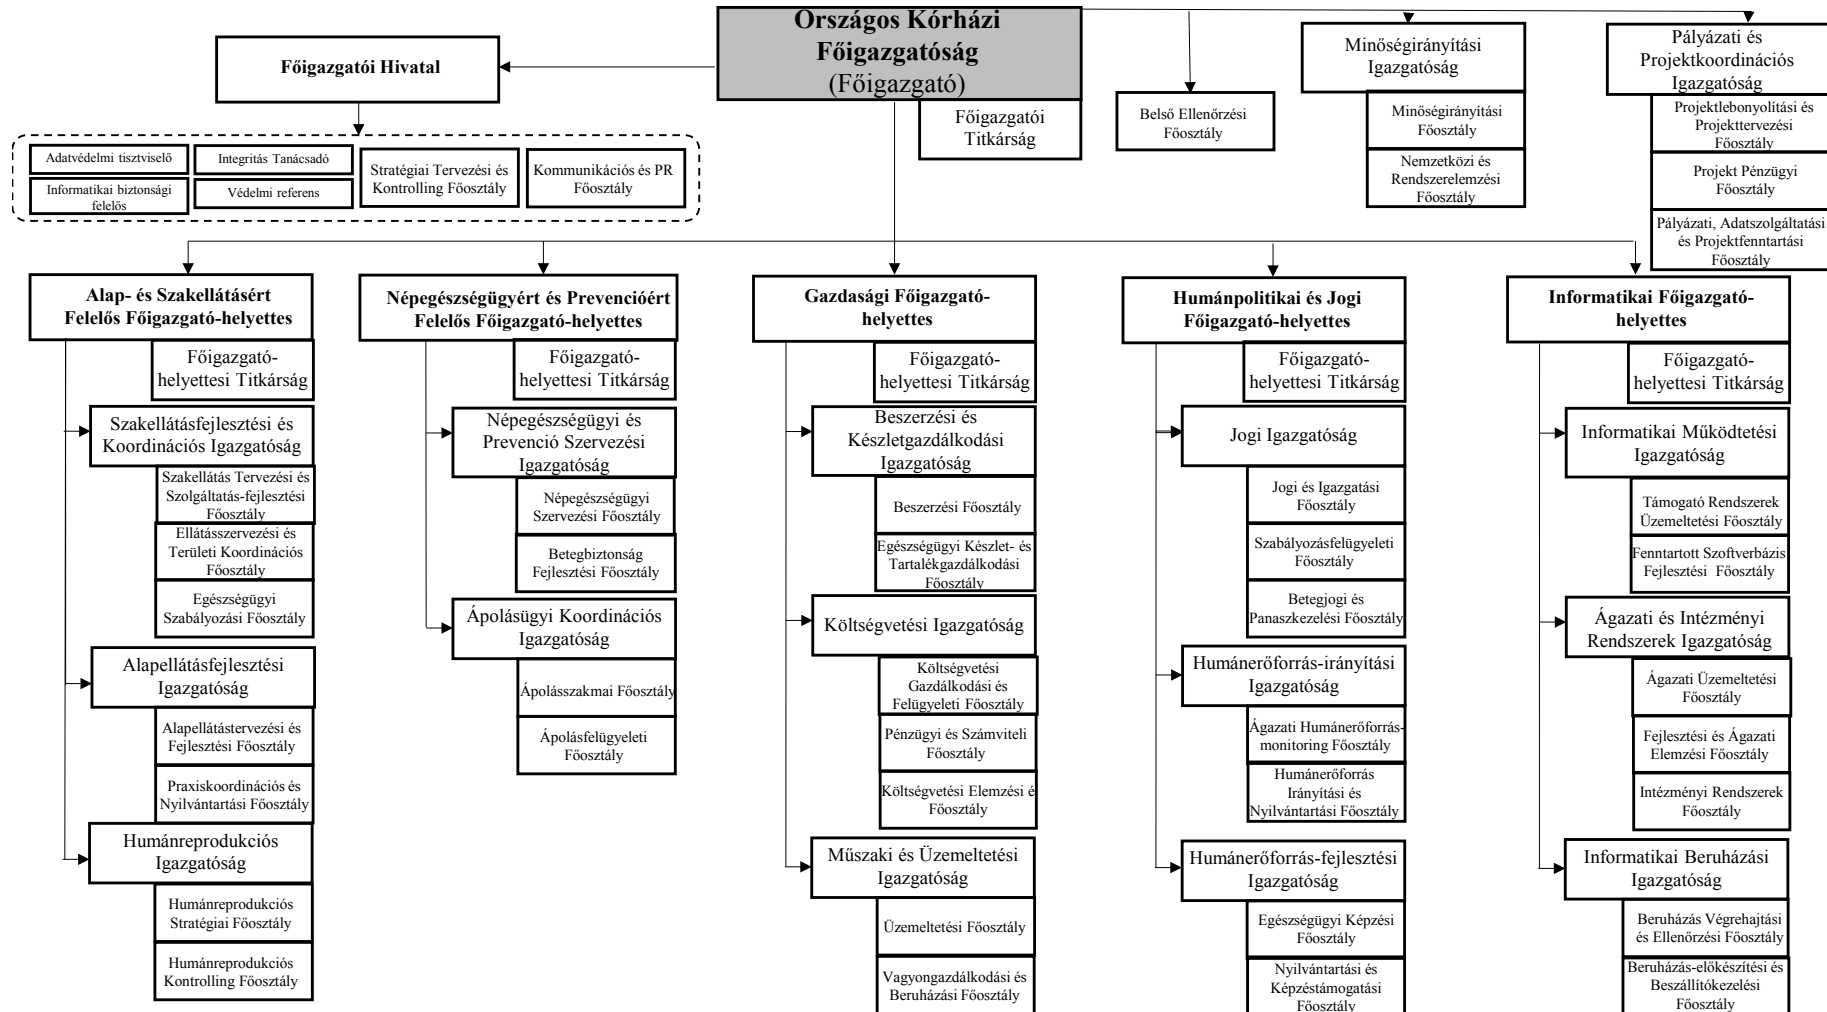 Országos Kórházi
Főigazgatóság
(Főigazgató)
Főigazgatói
Titkárság
Főigazgatói Hivatal
Adatvédelmi tisztviselő
Integritás Tanácsadó
Informatikai biztonsági
felelős
Védelmi referens
Stratégiai Tervezési és
Kontrolling Főosztály
Kommunikációs és PR
Főosztály
Belső Ellenőrzési
Főosztály
Minőségirányítási
Igazgatóság
Minőségirányítási
Főosztály
Nemzetközi és
Rendszerelemzési
Főosztály
Pályázati és
Projektkoordinációs
Igazgatóság
Projektlebonyolítási és
Projekttervezési
Főosztály
Projekt Pénzügyi
Főosztály
Pályázati, Adatszolgáltatási
és Projektfenntartási
Főosztály
Alap- és Szakellátásért
Felelős Főigazgató-helyettes
Főigazgató-
helyettesi Titkárság
Szakellátásfejlesztési és
Koordinációs Igazgatóság
Szakellátás Tervezési és
Szolgáltatás-fejlesztési
Főosztály
Ellátásszervezési és
Területi Koordinációs
Főosztály
Egészségügyi
Szabályozási Főosztály
Alapellátásfejlesztési
Igazgatóság
Alapellátástervezési és
Fejlesztési Főosztály
Praxiskoordinációs és
Nyilvántartási Főosztály
Humánreprodukciós
Igazgatóság
Humánreprodukciós
Stratégiai Főosztály
Humánreprodukciós
Kontrolling Főosztály
Népegészségügyért és Prevencióért
Felelős Főigazgató-helyettes
Főigazgató-
helyettesi Titkárság
Népegészségügyi és
Prevenció Szervezési
Igazgatóság
Népegészségügyi
Szervezési Főosztály
Betegbiztonság
Fejlesztési Főosztály
Ápolásügyi Koordinációs
Igazgatóság
Ápolásszakmai Főosztály
Ápolásfelügyeleti
Főosztály
Gazdasági Főigazgató-
helyettes
Főigazgató-
helyettesi Titkárság
Beszerzési és
Készletgazdálkodási
Igazgatóság
Beszerzési Főosztály
Egészségügyi Készlet- és
Tartalékgazdálkodási
Főosztály
Költségvetési Igazgatóság
Költségvetési
Gazdálkodási és
Felügyeleti Főosztály
Pénzügyi és Számviteli
Főosztály
Költségvetési Elemzési é
Főosztály
Műszaki és Üzemeltetési
Igazgatóság
Üzemeltetési Főosztály
Vagyongazdálkodási és
Beruházási Főosztály
Humánpolitikai és Jogi
Főigazgató-helyettes
Főigazgató-
helyettesi Titkárság
Jogi Igazgatóság
Jogi és Igazgatási
Főosztály
Szabályozásfelügyeleti
Főosztály
Betegjogi és
Panaszkezelési Főosztály
Humánerőforrás-irányítási
Igazgatóság
Ágazati Humánerőforrás-
monitoring Főosztály
Humánerőforrás
Irányítási és
Nyilvántartási Főosztály
Humánerőforrás-fejlesztési
Igazgatóság
Egészségügyi Képzési
Főosztály
Nyilvántartási és
Képzéstámogatási
Főosztály
Informatikai Főigazgató-
helyettes
Főigazgató-
helyettesi Titkárság
Informatikai Működtetési
Igazgatóság
Támogató Rendszerek
Üzemeltetési Főosztály
Fenntartott Szoftverbázis
Fejlesztési Főosztály
Ágazati és Intézményi
Rendszerek Igazgatóság
Ágazati Üzemeltetési
Főosztály
Fejlesztési és Ágazati
Elemzési Főosztály
Intézményi Rendszerek
Főosztály
Informatikai Beruházási
Igazgatóság
Beruházás Végrehajtási
és Ellenőrzési Főosztály
Beruházás-előkészítési és
Beszállítókezelési
Főosztály